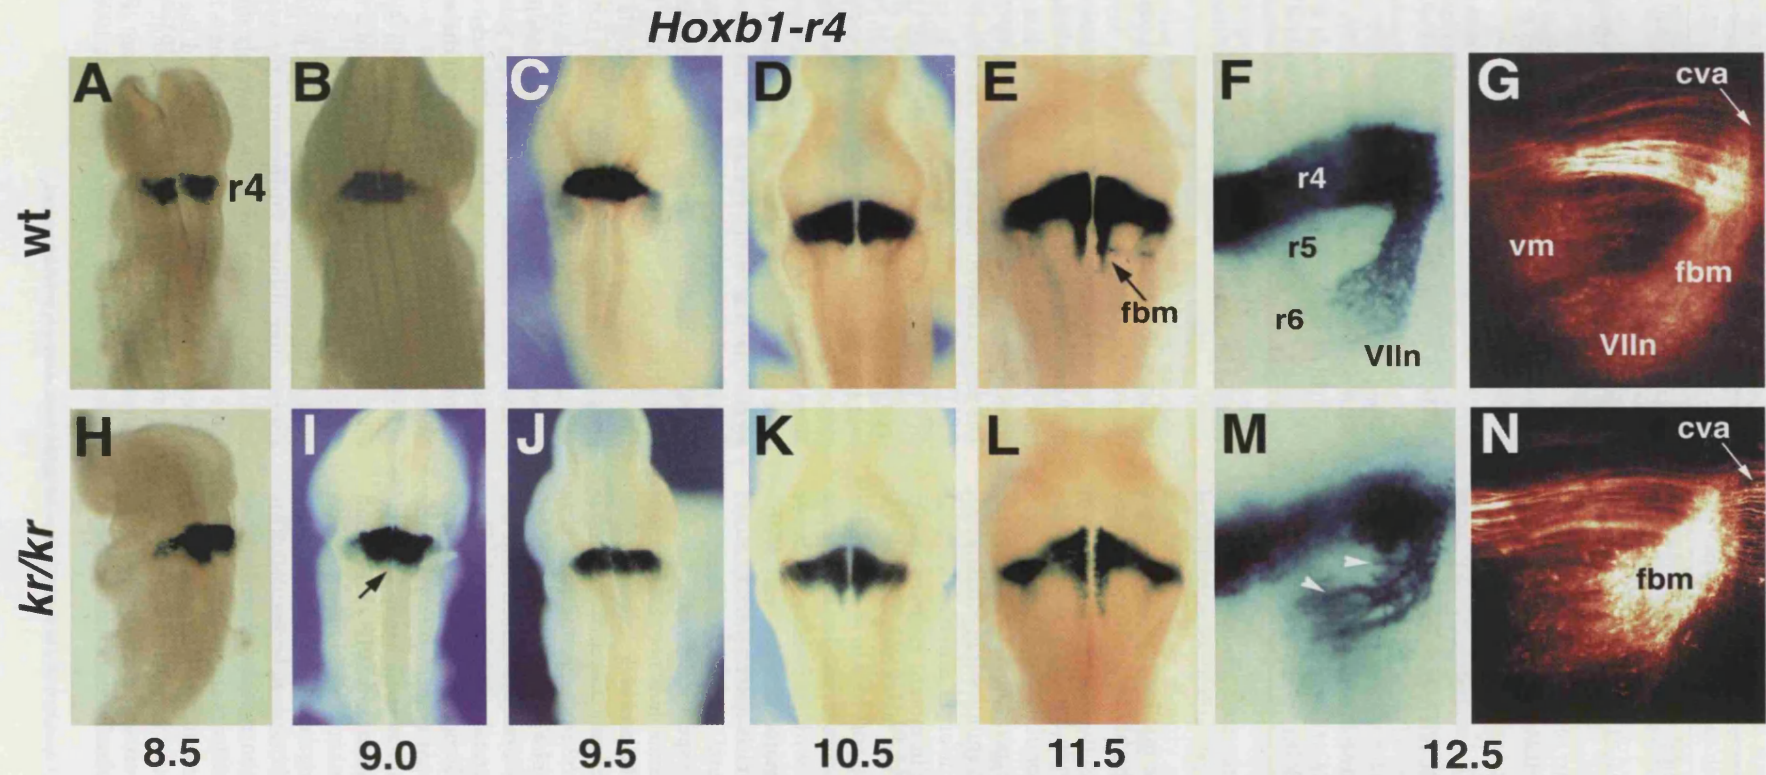 Hoxb1-r4
A B C D E F G
cva
r4
r4
wt
r5
vm
fbm
fbm
r6
VIIn
VIIn
H I J K L M N
cva
kr/kr
fbm
8.5 9.0 9.5 10.5 11.5 12.5